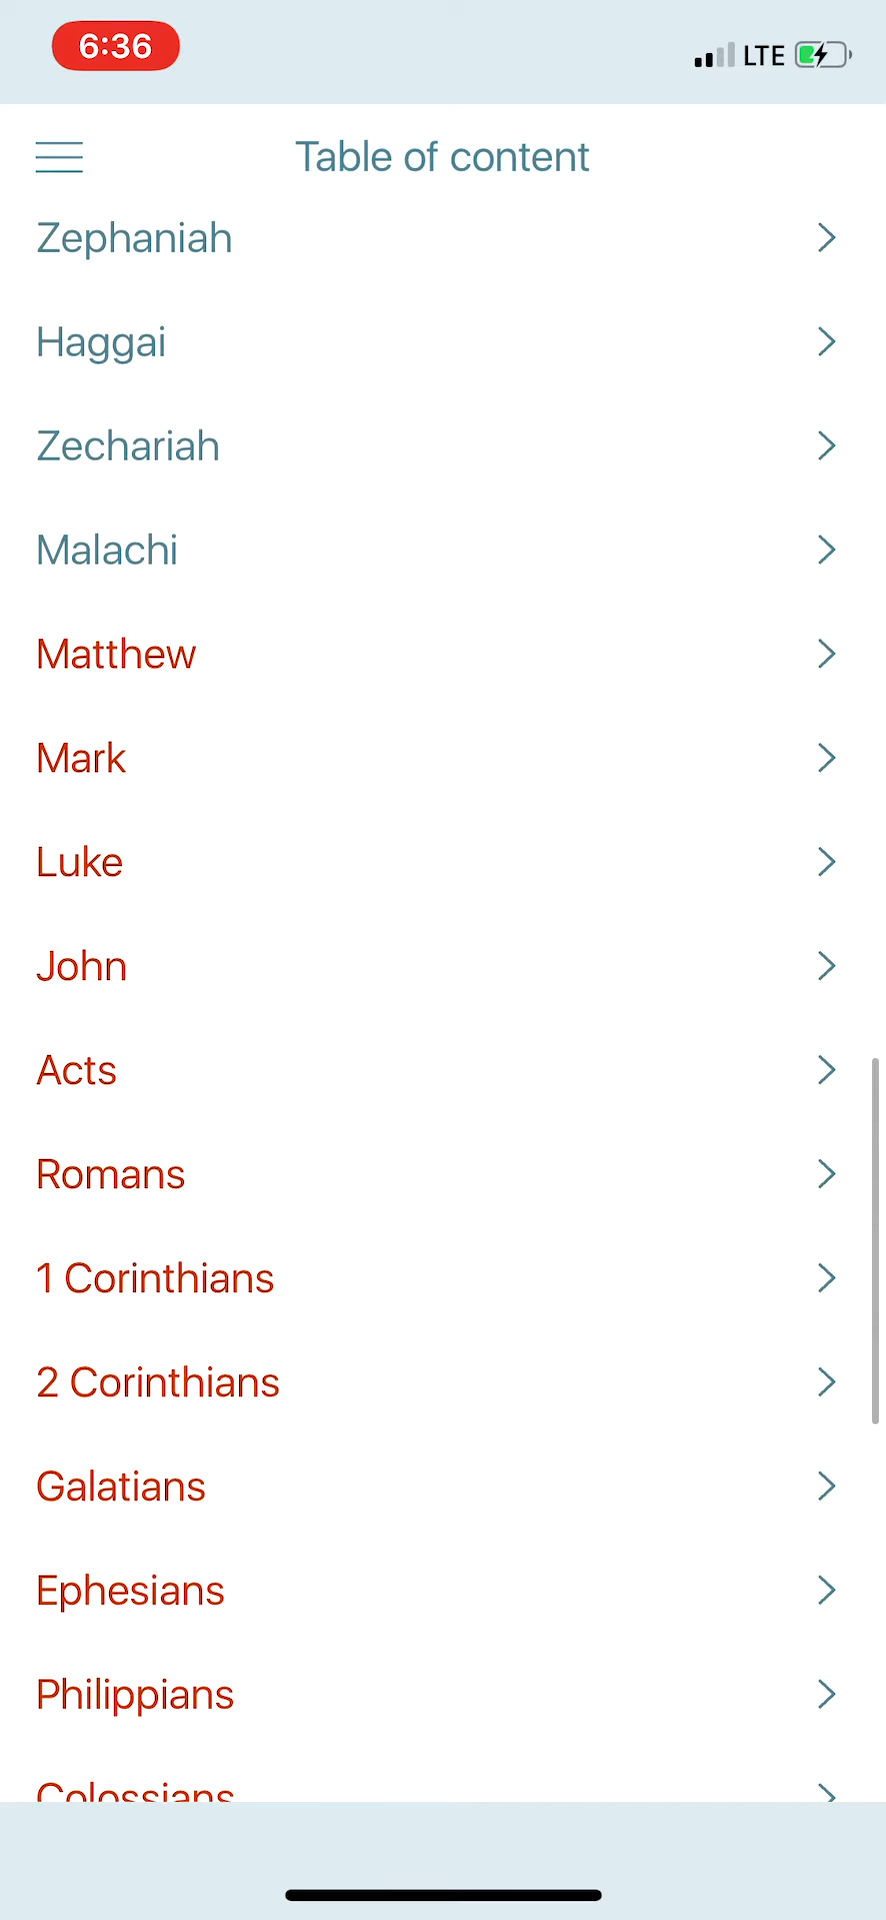 6:36
LTE
Table of content
Zephaniah
Haggai
Zechariah
Malachi
Matthew
Mark
Luke
John
Acts
Romans
1 Corinthians
2 Corinthians
Galatians
Ephesians
Philippians
Colossians